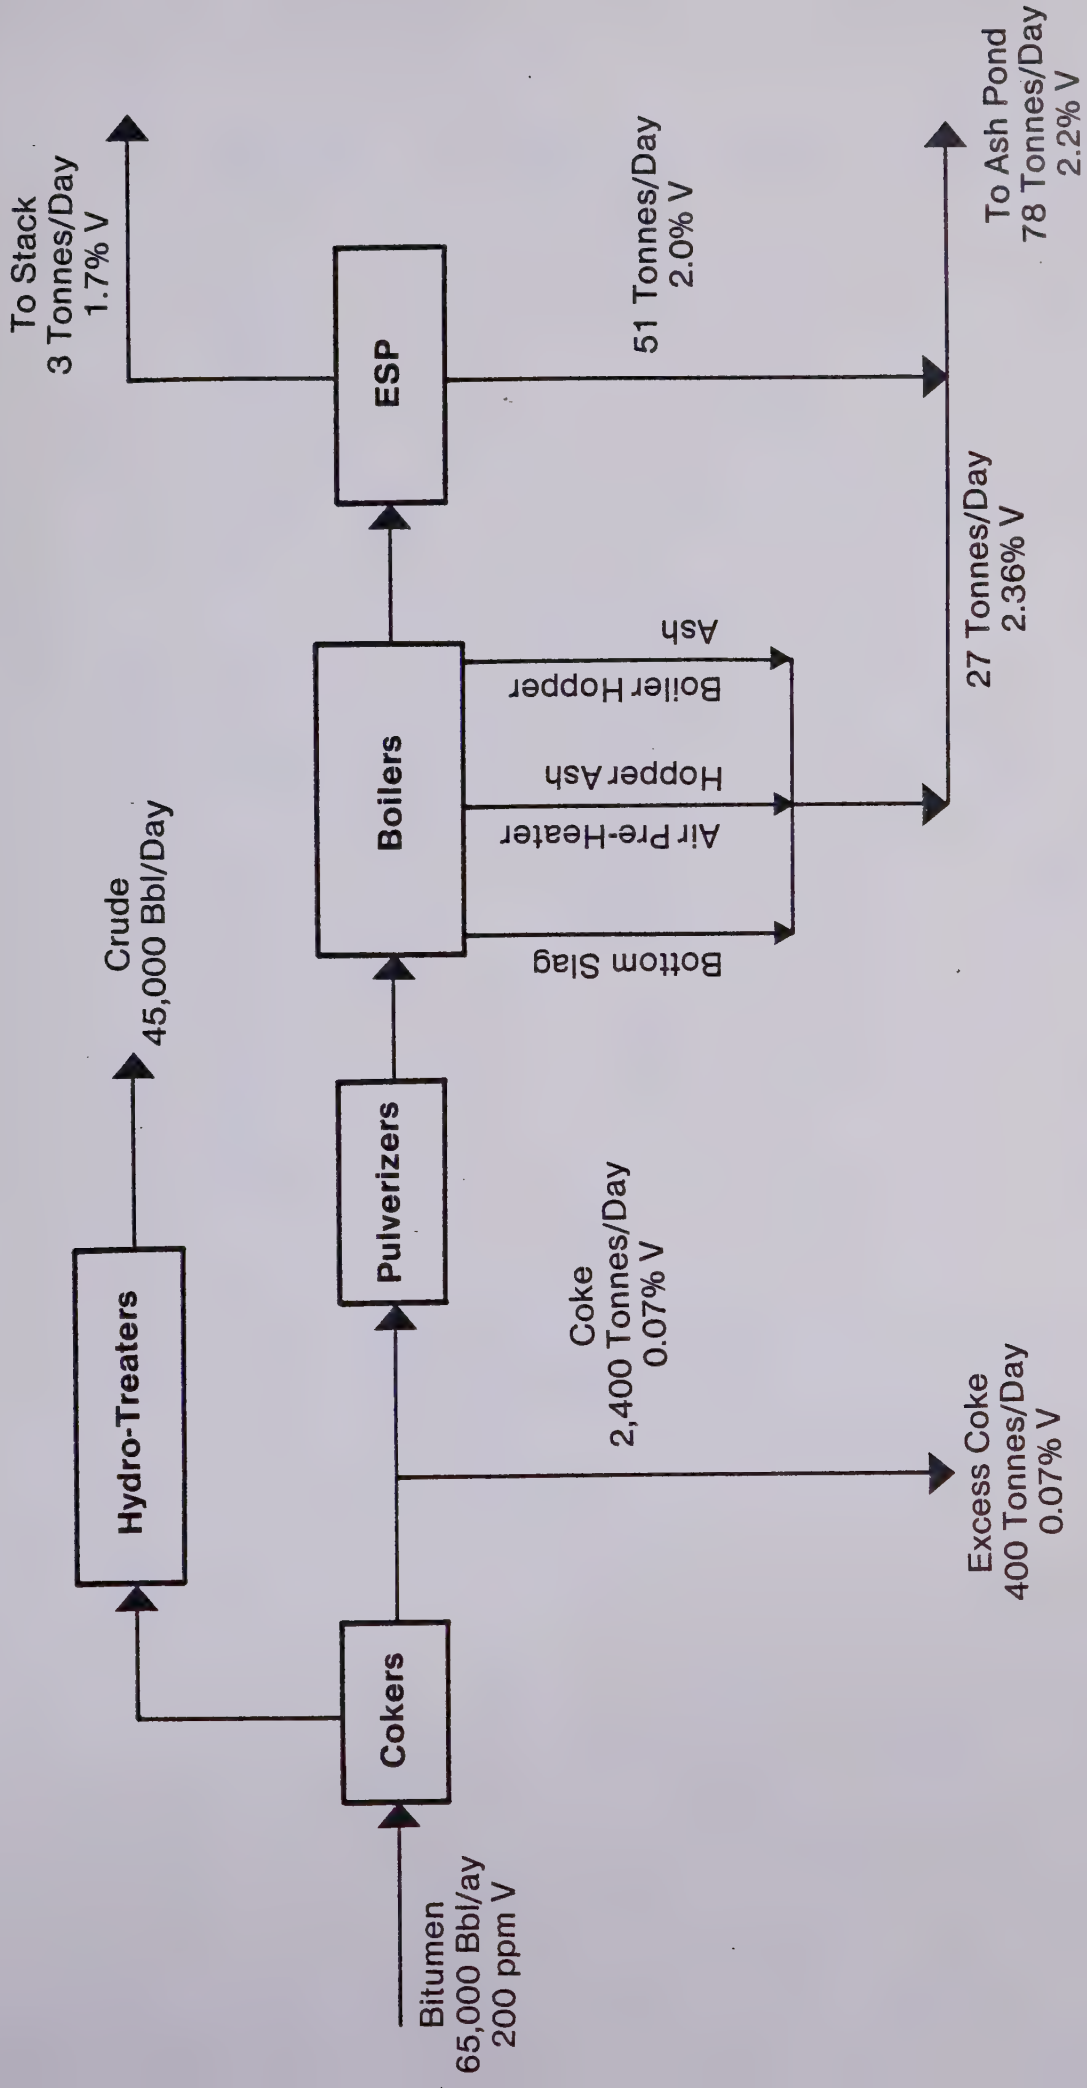 Bitumen
65,000 Bbl/ay
200 ppm V
Cokers
Hydro-Treaters
Crude
45,000 Bbl/Day
Excess Coke
400 Tonnes/Day
0.07% V
Coke
2,400 Tonnes/Day
0.07% V
Pulverizers
Boilers
Bottom Slag
Air Pre-Heater
Hopper Ash
Boiler Hopper
Ash
ESP
To Stack
3 Tonnes/Day
1.7% V
51 Tonnes/Day
2.0% V
27 Tonnes/Day
2.36% V
To Ash Pond
78 Tonnes/Day
2.2% V